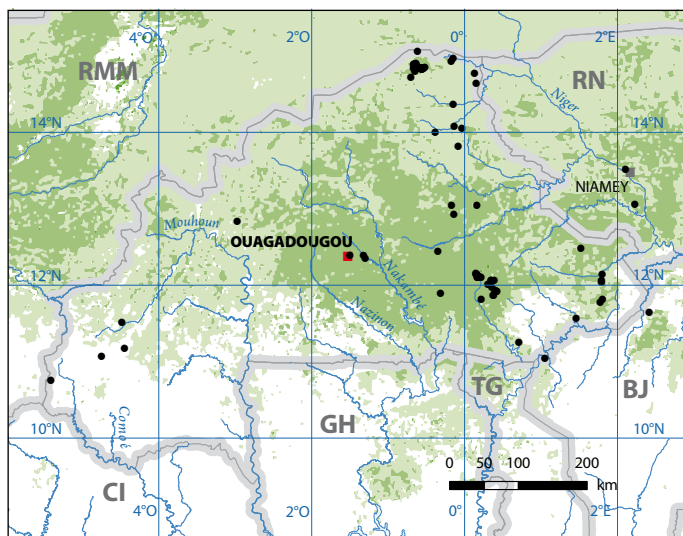 4°O
2°O
0°
2°E
RMM
RN
14°N
14°N
Niger
NIAMEY
Mouhoun
OUAGADOUGOU
12°N
12°N
Nakambe
Nazinon
TG
BJ
GH
Comoé
10°N
10°N
0 50 100 200
km
CI
4°O
2°O
0°
2°E